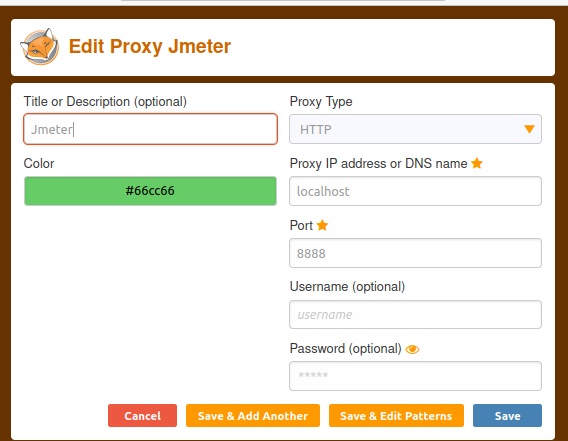 Edit Proxy Jmeter
Title or Description (optional)
Jmeter
Color
#66cc66
Proxy Type
HTTP
Proxy IP address or DNS name
localhost
Port
8888
Username (optional)
username
Password (optional)
*****
Cancel
Save & Add Another
Save & Edit Patterns
Save